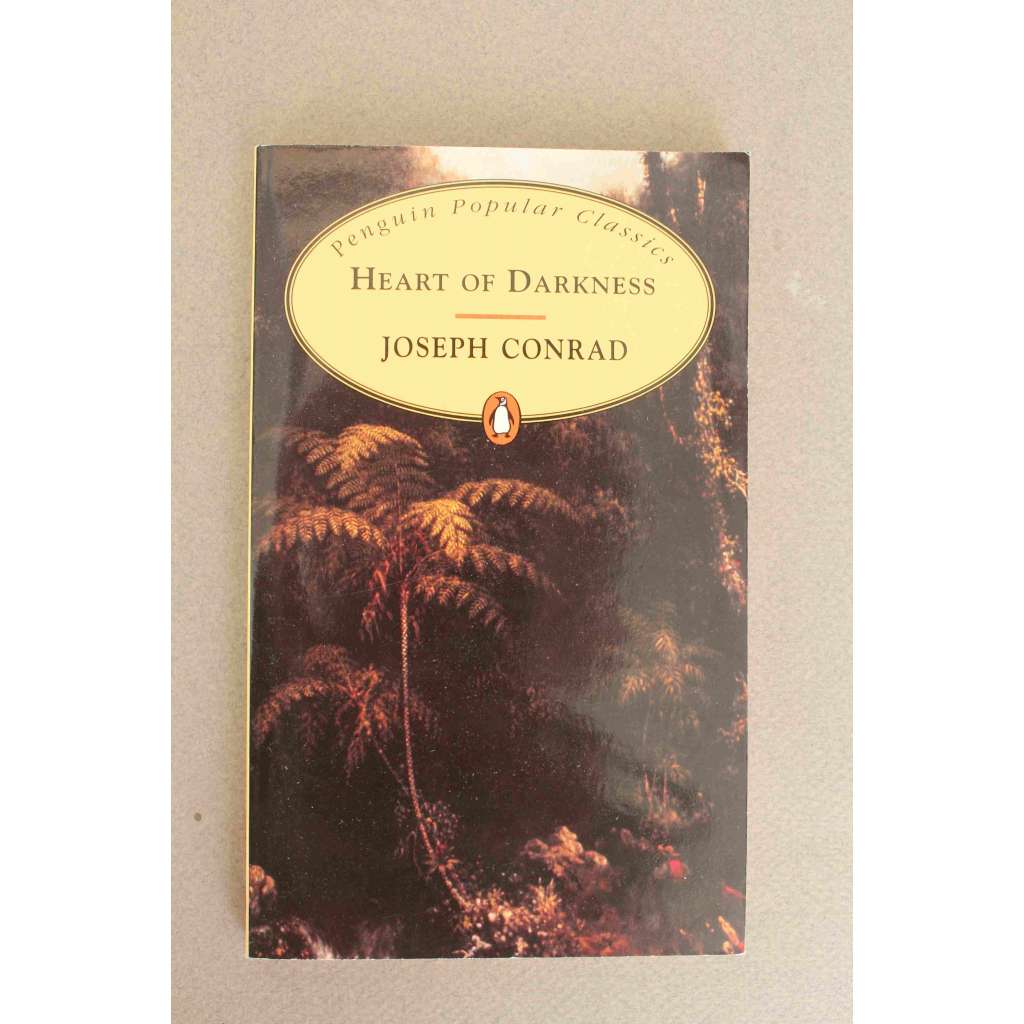 Penguin Popular Classics
HEART OF DARKNESS
JOSEPH CONRAD